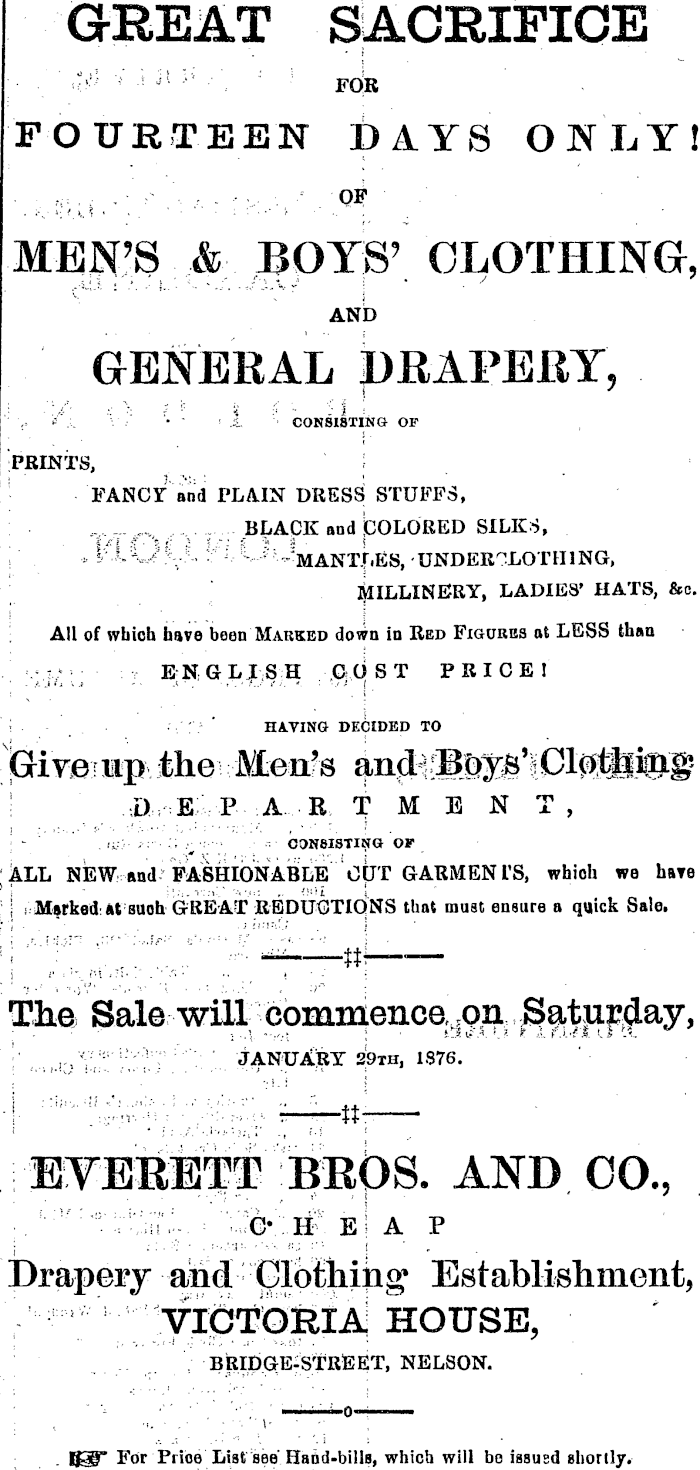 GREAT SACRIFICE
FOR
FOURTEEN DAYS ONLY!
OF
MEN'S & BOYS' CLOTHING,
AND
GENERAL DRAPERY,
CONSISTING OF
PRINTS,
FANCY and PLAIN DRESS STUFFS,
BLACK and COLORED SILKS,
MANTLES, UNDERCLOTHING,
MILLINERY, LADIES' HATS, &c.
All of which have been MARKED down in RED FIGURES at LESS than
ENGLISH COST PRICE!
HAVING DECIDED TO
Give up the Men's and Boys' Clothing
DEPARTMENT,
CONSISTING OF
ALL NEW and FASHIONABLE CUT GARMENTS, which we have
Marked at such GREAT REDUCTIONS that must ensure a quick Sale.
‡‡
The Sale will commence on Saturday,
JANUARY 29TH, 1876.
‡‡
EVERETT BROS. AND CO.,
CHEAP
Drapery and Clothing Establishment,
VICTORIA HOUSE,
BRIDGE-STREET, NELSON.
o
☞ For Price List see Hand-bills, which will be issued shortly.